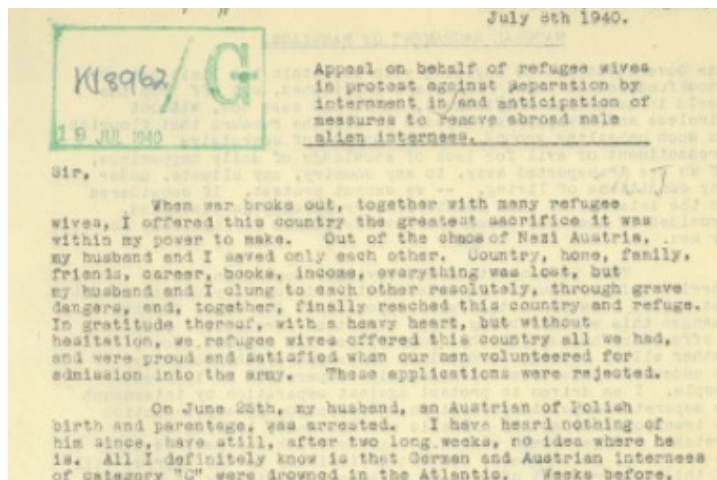 July 8th 1940.
K18962/G
18 JUL 1940
Appeal on behalf of refugee wives
in protest against separation by
internment in/and anticipation of
measures to remove abroad male
alien internees.
Sir,
When war broke out, together with many refugee
wives, I offered this country the greatest sacrifice it was
within my power to make. Out of the chaos of Nazi Austria,
my husband and I saved only each other. Country, home, family,
friends, career, books, income, everything was lost, but
my husband and I clung to each other resolutely, through grave
dangers, and, together, finally reached this country and refuge.
In gratitude thereof, with a heavy heart, but without
hesitation, we refugee wives offered this country all we had,
and were proud and satisfied when our men volunteered for
admission into the army. These applications were rejected.
On June 25th, my husband, an Austrian of Polish
birth and parentage, was arrested. I have heard nothing of
him since, have still, after two long weeks, no idea where he
is. All I definitely know is that German and Austrian internees
of category "C" were drowned in the Atlantic. Weeks before,